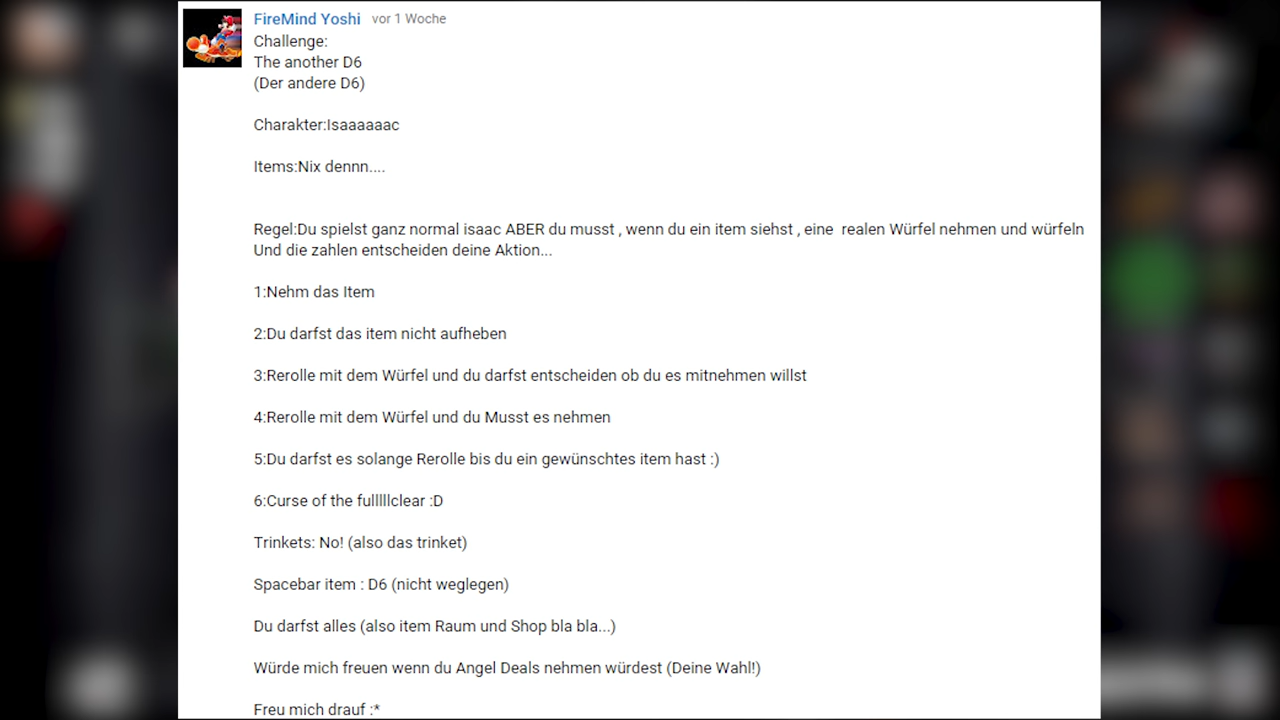 FireMind Yoshi vor 1 Woche
Challenge:
The another D6
(Der andere D6)
Charakter:Isaaaaaac
Items:Nix dennn....
Regel:Du spielst ganz normal isaac ABER du musst , wenn du ein item siehst , eine realen Würfel nehmen und würfeln
Und die zahlen entscheiden deine Aktion...
1:Nehm das Item
2:Du darfst das item nicht aufheben
3:Rerolle mit dem Würfel und du darfst entscheiden ob du es mitnehmen willst
4:Rerolle mit dem Würfel und du Musst es nehmen
5:Du darfst es solange Rerolle bis du ein gewünschtes item hast :)
6:Curse of the fulllllclear :D
Trinkets: No! (also das trinket)
Spacebar item : D6 (nicht weglegen)
Du darfst alles (also item Raum und Shop bla bla...)
Würde mich freuen wenn du Angel Deals nehmen würdest (Deine Wahl!)
Freu mich drauf :*